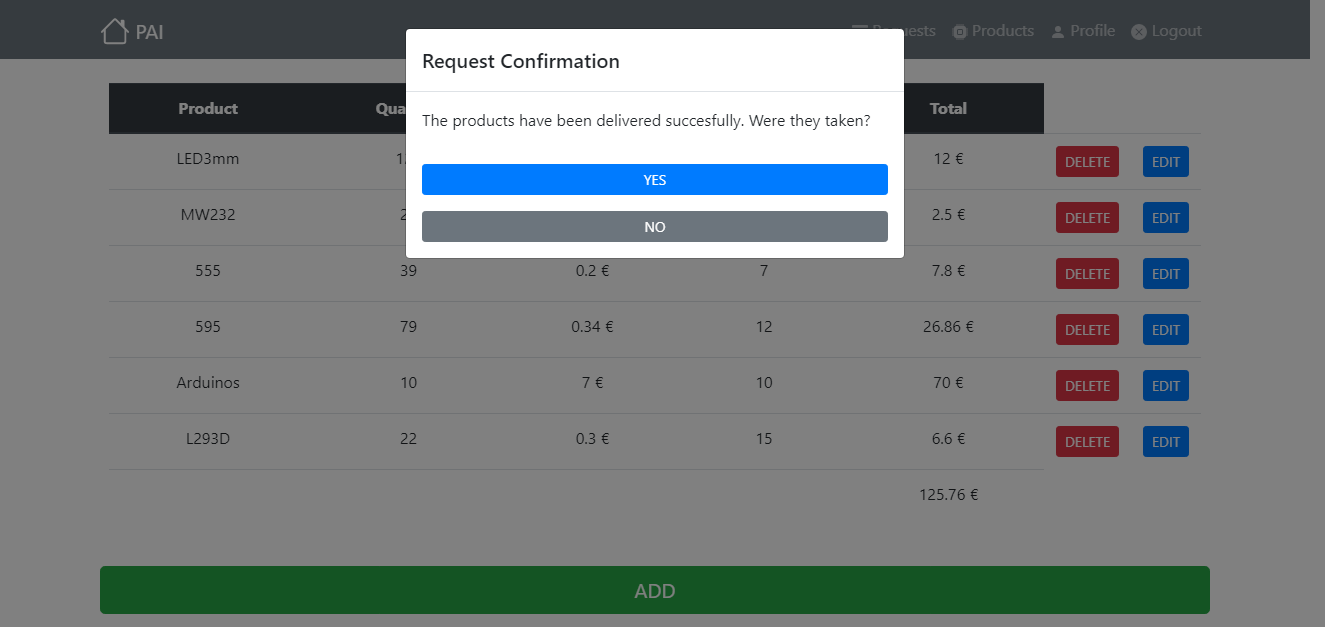 PAI Requests Products Profile Logout
Request Confirmation
The products have been delivered succesfully. Were they taken?
YES
NO
Product Total
LED3mm 12 € DELETE EDIT
MW232 2.5 € DELETE EDIT
555 39 0.2 € 7 7.8 € DELETE EDIT
595 79 0.34 € 12 26.86 € DELETE EDIT
Arduinos 10 7 € 10 70 € DELETE EDIT
L293D 22 0.3 € 15 6.6 € DELETE EDIT
125.76 €
ADD